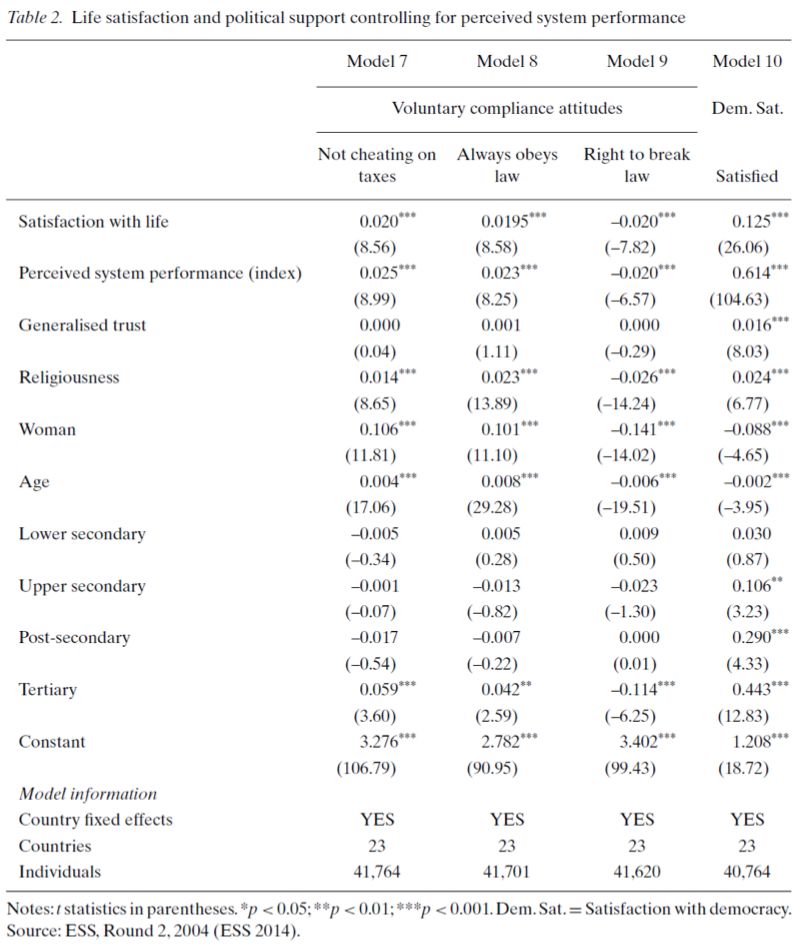 Table 2. Life satisfaction and political support controlling for perceived system performance
Model 7 Model 8 Model 9 Model 10
Voluntary compliance attitudes Dem. Sat.
Not cheating on Always obeys Right to break
taxes law law Satisfied
Satisfaction with life 0.020*** 0.0195*** –0.020*** 0.125***
(8.56) (8.58) (–7.82) (26.06)
Perceived system performance (index) 0.025*** 0.023*** –0.020*** 0.614***
(8.99) (8.25) (–6.57) (104.63)
Generalised trust 0.000 0.001 0.000 0.016***
(0.04) (1.11) (–0.29) (8.03)
Religiousness 0.014*** 0.023*** –0.026*** 0.024***
(8.65) (13.89) (–14.24) (6.77)
Woman 0.106*** 0.101*** –0.141*** –0.088***
(11.81) (11.10) (–14.02) (–4.65)
Age 0.004*** 0.008*** –0.006*** –0.002***
(17.06) (29.28) (–19.51) (–3.95)
Lower secondary –0.005 0.005 0.009 0.030
(–0.34) (0.28) (0.50) (0.87)
Upper secondary –0.001 –0.013 –0.023 0.106**
(–0.07) (–0.82) (–1.30) (3.23)
Post-secondary –0.017 –0.007 0.000 0.290***
(–0.54) (–0.22) (0.01) (4.33)
Tertiary 0.059*** 0.042** –0.114*** 0.443***
(3.60) (2.59) (–6.25) (12.83)
Constant 3.276*** 2.782*** 3.402*** 1.208***
(106.79) (90.95) (99.43) (18.72)
Model information
Country fixed effects YES YES YES YES
Countries 23 23 23 23
Individuals 41,764 41,701 41,620 40,764
Notes: t statistics in parentheses. *p < 0.05; **p < 0.01; ***p < 0.001. Dem. Sat. = Satisfaction with democracy.
Source: ESS, Round 2, 2004 (ESS 2014).